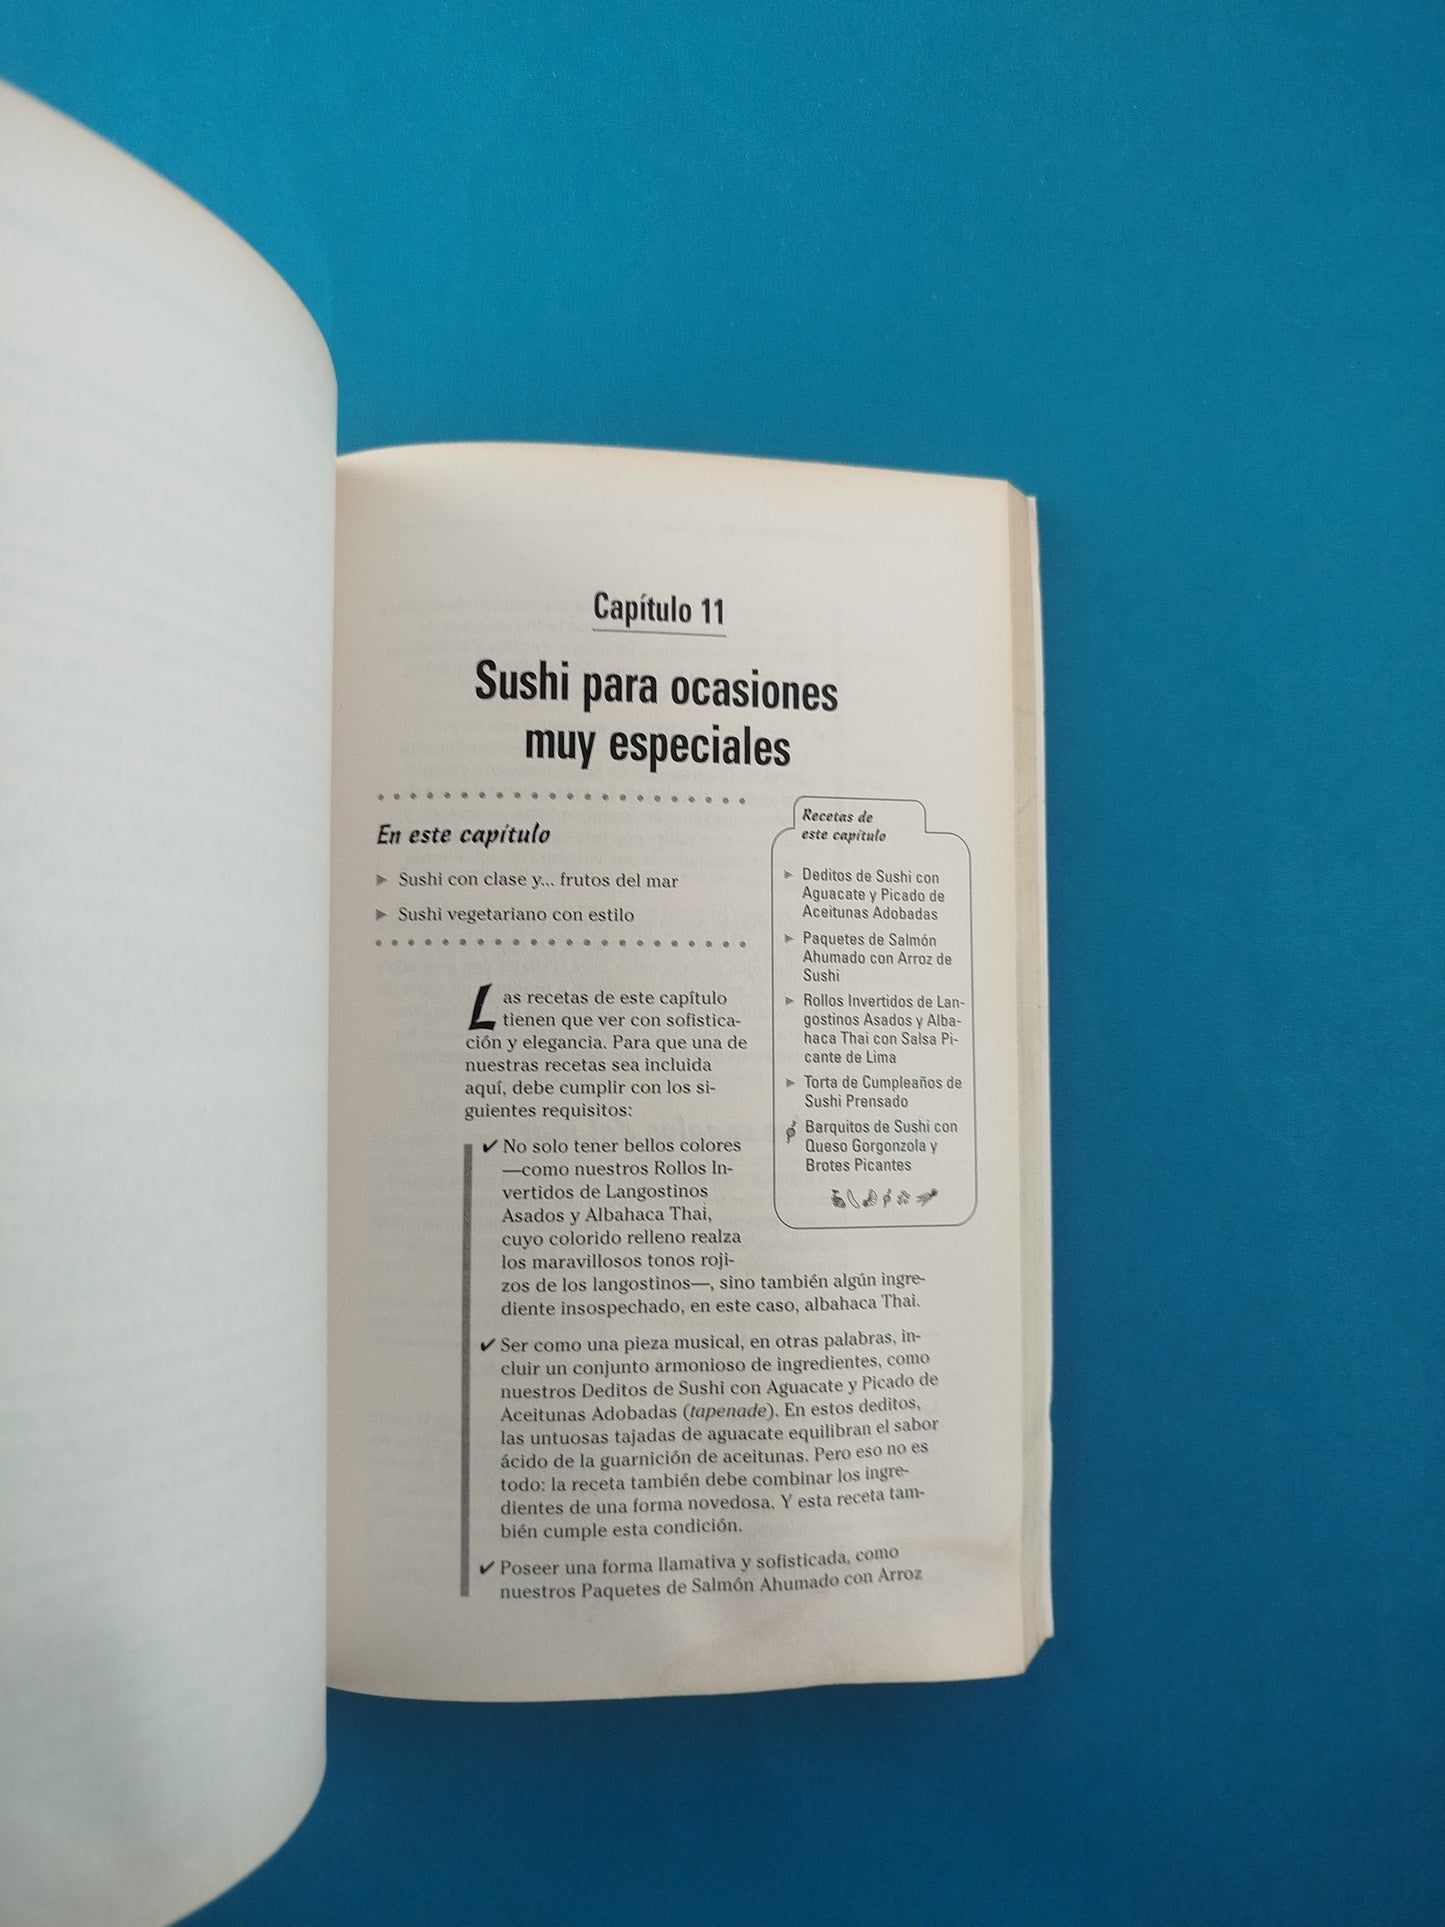 Capítulo 11
Sushi para ocasiones
muy especiales
En este capítulo
▶ Sushi con clase y... frutos del mar
▶ Sushi vegetariano con estilo
Recetas de
este capítulo
▶ Deditos de Sushi con
Aguacate y Picado de
Aceitunas Adobadas
▶ Paquetes de Salmón
Ahumado con Arroz de
Sushi
▶ Rollos Invertidos de Lan-
gostinos Asados y Alba-
haca Thai con Salsa Pi-
cante de Lima
▶ Torta de Cumpleaños de
Sushi Prensado
Barquitos de Sushi con
Queso Gorgonzola y
Brotes Picantes
Las recetas de este capítulo
tienen que ver con sofistica-
ción y elegancia. Para que una de
nuestras recetas sea incluida
aquí, debe cumplir con los si-
guientes requisitos:
✔ No solo tener bellos colores
—como nuestros Rollos In-
vertidos de Langostinos
Asados y Albahaca Thai,
cuyo colorido relleno realza
los maravillosos tonos roji-
zos de los langostinos—, sino también algún ingre-
diente insospechado, en este caso, albahaca Thai.
✔ Ser como una pieza musical, en otras palabras, in-
cluir un conjunto armonioso de ingredientes, como
nuestros Deditos de Sushi con Aguacate y Picado de
Aceitunas Adobadas (tapenade). En estos deditos,
las untuosas tajadas de aguacate equilibran el sabor
ácido de la guarnición de aceitunas. Pero eso no es
todo: la receta también debe combinar los ingre-
dientes de una forma novedosa. Y esta receta tam-
bién cumple esta condición.
✔ Poseer una forma llamativa y sofisticada, como
nuestros Paquetes de Salmón Ahumado con Arroz